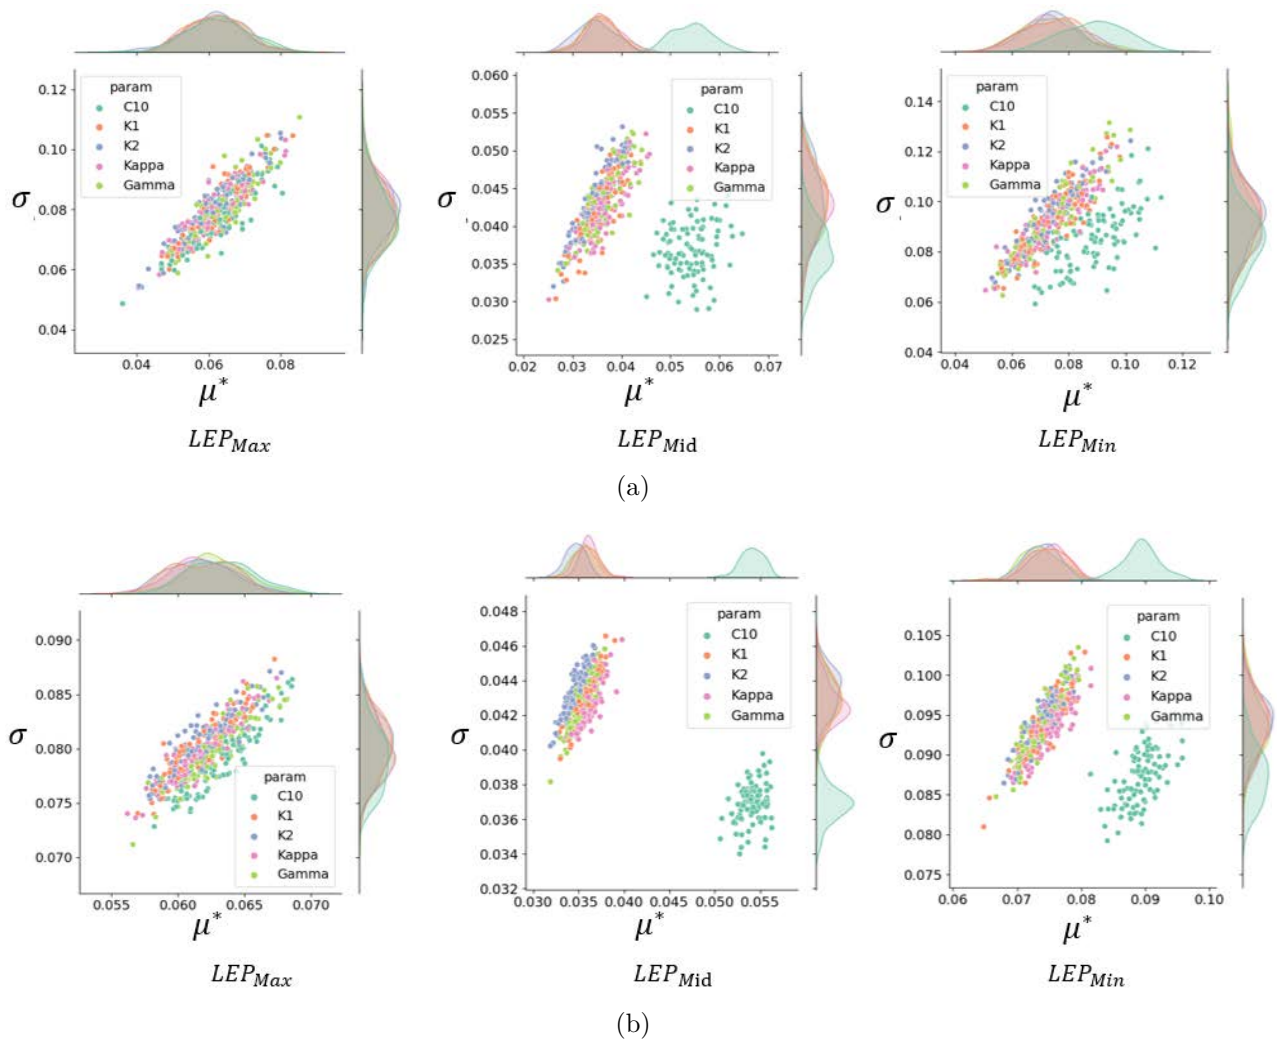 param
C10
K1
K2
Kappa
Gamma
0.12
0.10
0.08
0.06
0.04
σ
0.04 0.06 0.08
μ*
LEP_Max
param
C10
K1
K2
Kappa
Gamma
0.060
0.055
0.050
0.045
0.040
0.035
0.030
0.025
σ
0.02 0.03 0.04 0.05 0.06 0.07
μ*
LEP_Mid
param
C10
K1
K2
Kappa
Gamma
0.14
0.12
0.10
0.08
0.06
0.04
σ
0.04 0.06 0.08 0.10 0.12
μ*
LEP_Min
(a)
0.090
0.085
0.080
0.075
0.070
σ
param
C10
K1
K2
Kappa
Gamma
0.055 0.060 0.065 0.070
μ*
LEP_Max
param
C10
K1
K2
Kappa
Gamma
0.048
0.046
0.044
0.042
0.040
0.038
0.036
0.034
0.032
σ
0.030 0.035 0.040 0.045 0.050 0.055
μ*
LEP_Mid
param
C10
K1
K2
Kappa
Gamma
0.105
0.100
0.095
0.090
0.085
0.080
0.075
σ
0.06 0.07 0.08 0.09 0.10
μ*
LEP_Min
(b)